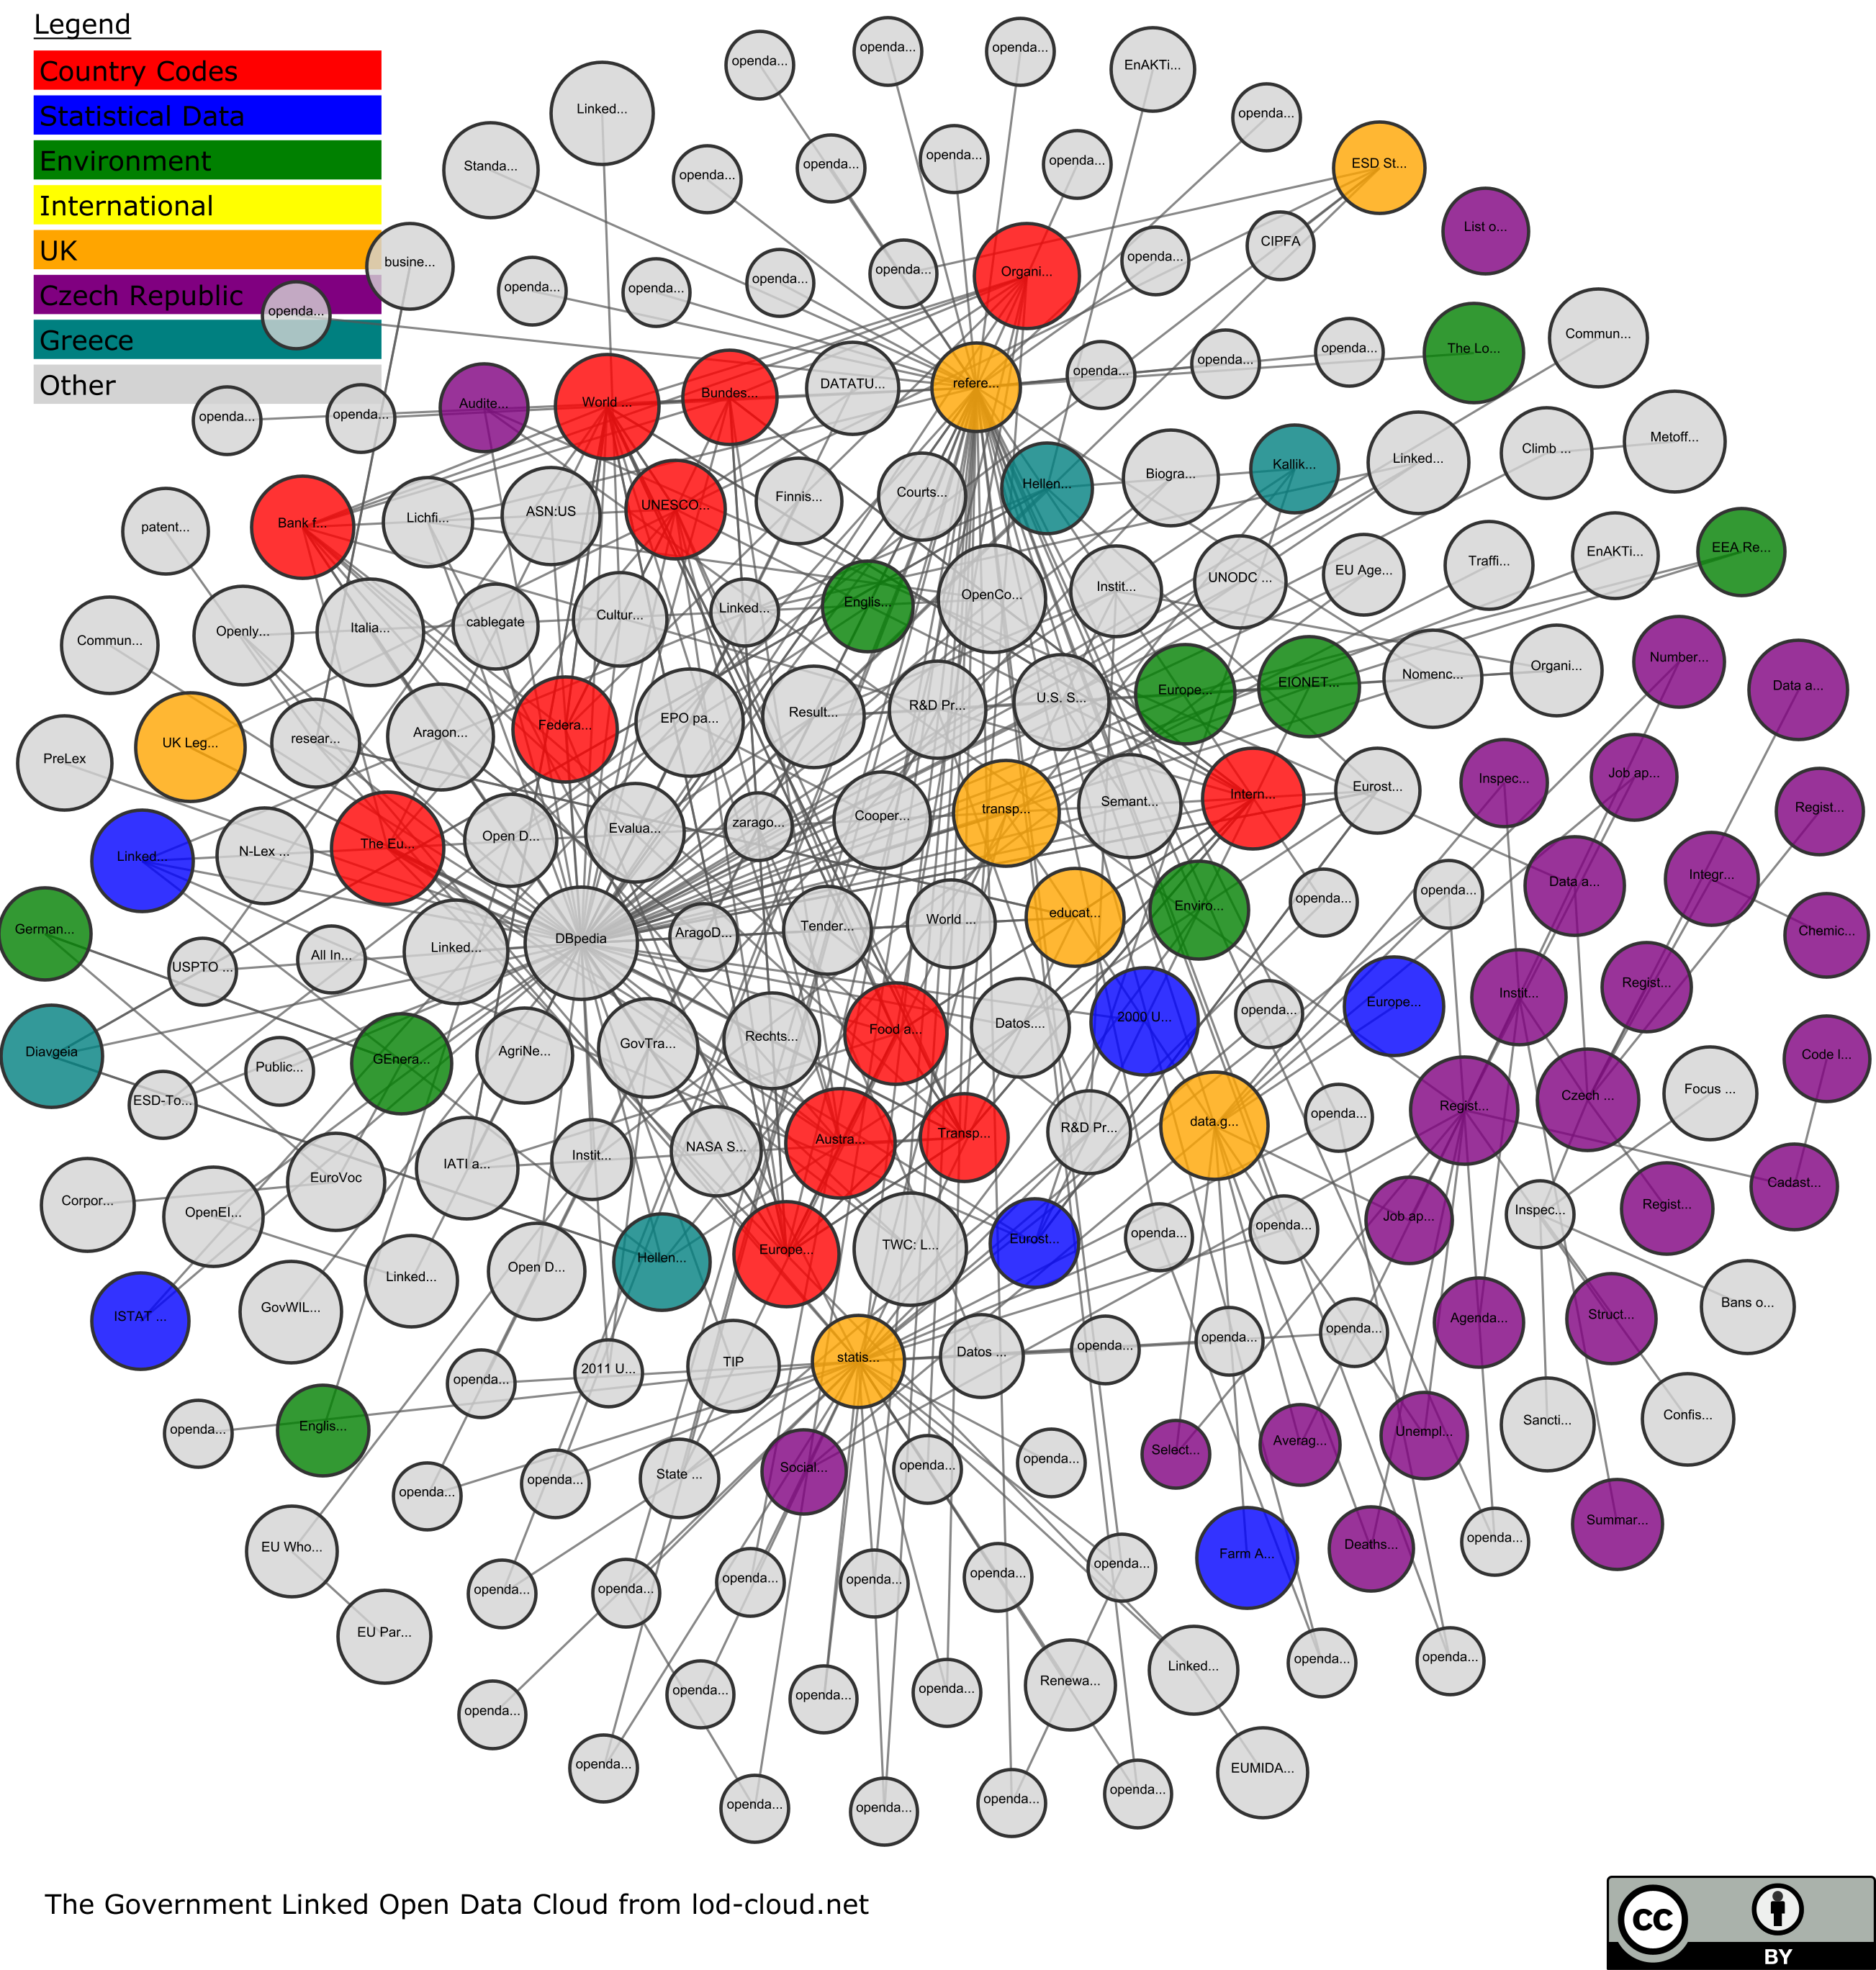 Legend
Country Codes
Statistical Data
Environment
International
UK
Czech Republic
Greece
Other
openda...
openda...
openda...
EnAKTi...
Linked...
openda...
Standa...
openda...
openda...
openda...
openda...
ESD St...
List o...
busine...
openda...
openda...
openda...
openda...
Organi...
openda...
CIPFA
openda...
The Lo...
Commun...
openda...
openda...
Audite...
World ...
Bundes...
DATATU...
refere...
openda...
openda...
openda...
patent...
Bank f...
Lichfi...
ASN:US
UNESCO...
Finnis...
Courts...
Hellen...
Biogra...
Kallik...
Linked...
Climb ...
Metoff...
Commun...
Openly...
Italia...
cablegate
Cultur...
Linked...
Englis...
OpenCo...
Instit...
UNODC ...
EU Age...
Traffi...
EnAKTi...
EEA Re...
PreLex
UK Leg...
resear...
Aragon...
Federa...
EPO pa...
Result...
R&D Pr...
U.S. S...
Europe...
EIONET...
Nomenc...
Organi...
Number...
Data a...
Linked...
N-Lex ...
The Eu...
Open D...
Evalua...
zarago...
Cooper...
transp...
Semant...
Intern...
Eurost...
Inspec...
Job ap...
Regist...
German...
USPTO ...
All In...
Linked...
DBpedia
AragoD...
Tender...
World ...
educat...
Enviro...
openda...
openda...
Data a...
Integr...
Chemic...
Diavgeia
ESD-To...
Public...
GEnera...
AgriNe...
GovTra...
Rechts...
Food a...
Datos....
2000 U...
openda...
Europe...
Instit...
Regist...
Code l...
Corpor...
OpenEI...
EuroVoc
IATI a...
Instit...
NASA S...
Austra...
Transp...
R&D Pr...
data.g...
openda...
Regist...
Czech ...
Focus ...
ISTAT ...
GovWIL...
Linked...
Open D...
Hellen...
Europe...
TWC: L...
Eurost...
openda...
openda...
Job ap...
Inspec...
Regist...
Cadast...
openda...
Englis...
openda...
2011 U...
TIP
statis...
Datos ...
openda...
openda...
openda...
Agenda...
Struct...
Bans o...
openda...
openda...
State ...
Social...
openda...
openda...
Select...
Averag...
Unempl...
Sancti...
Confis...
EU Who...
openda...
openda...
openda...
openda...
openda...
openda...
Farm A...
Deaths...
openda...
Summar...
EU Par...
openda...
openda...
openda...
openda...
Renewa...
Linked...
openda...
openda...
openda...
openda...
openda...
openda...
openda...
EUMIDA...
The Government Linked Open Data Cloud from lod-cloud.net
cc
BY